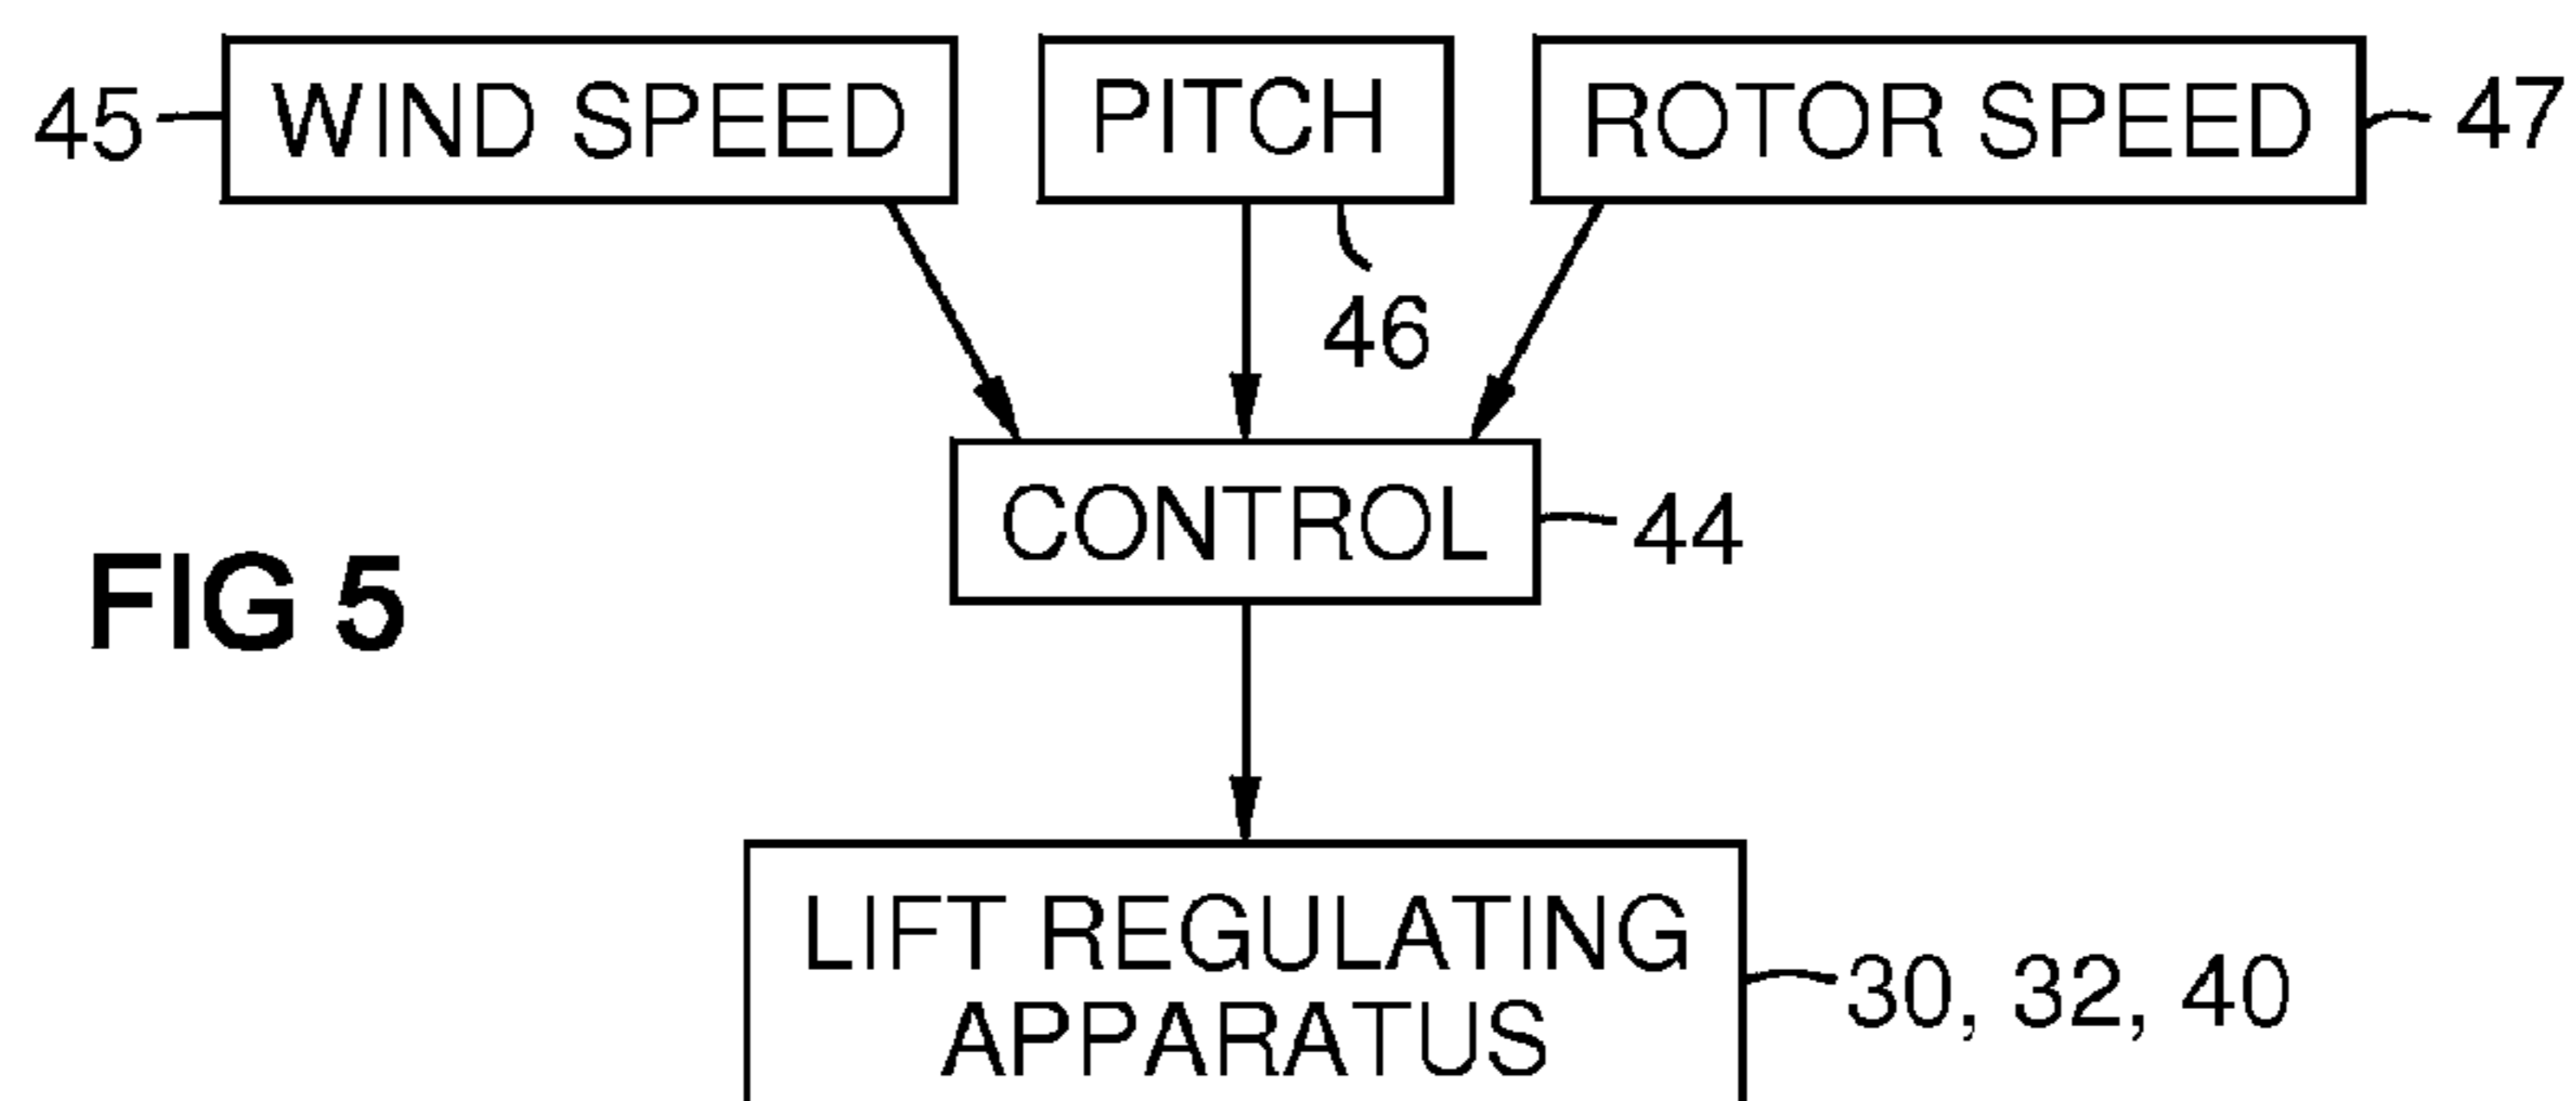 45 WIND SPEED PITCH ROTOR SPEED 47
46
CONTROL 44
FIG 5
LIFT REGULATING
APPARATUS
30, 32, 40